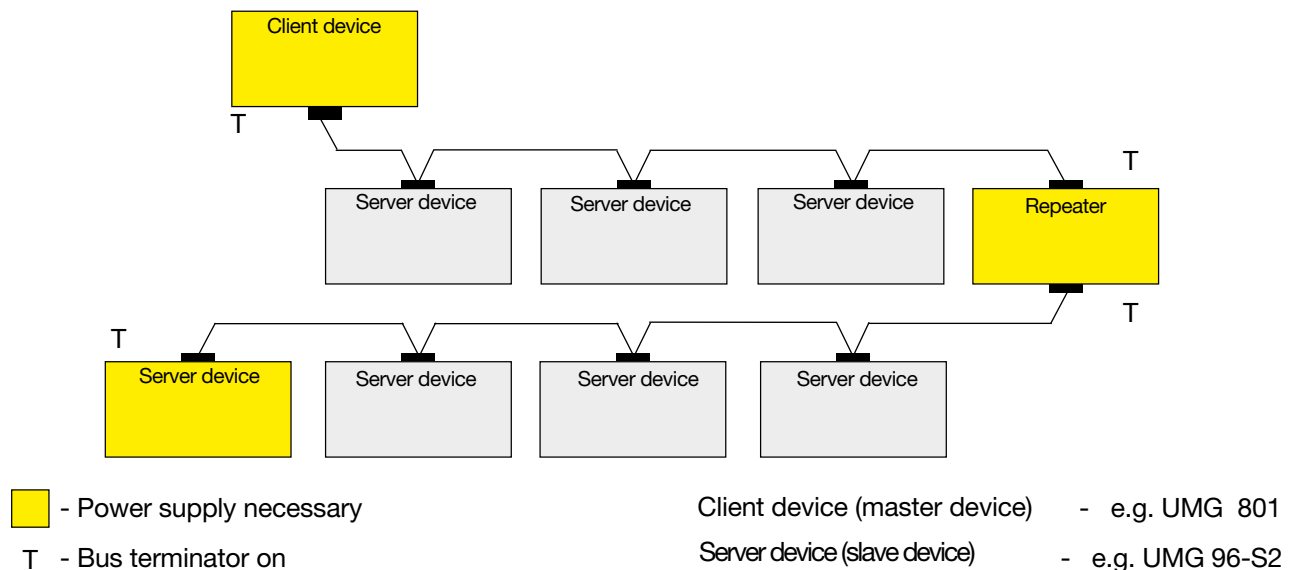 Client device
T
T
Server device Server device Server device Repeater
T
T
Server device Server device Server device Server device
- Power supply necessary
T - Bus terminator on
Client device (master device) - e.g. UMG 801
Server device (slave device) - e.g. UMG 96-S2